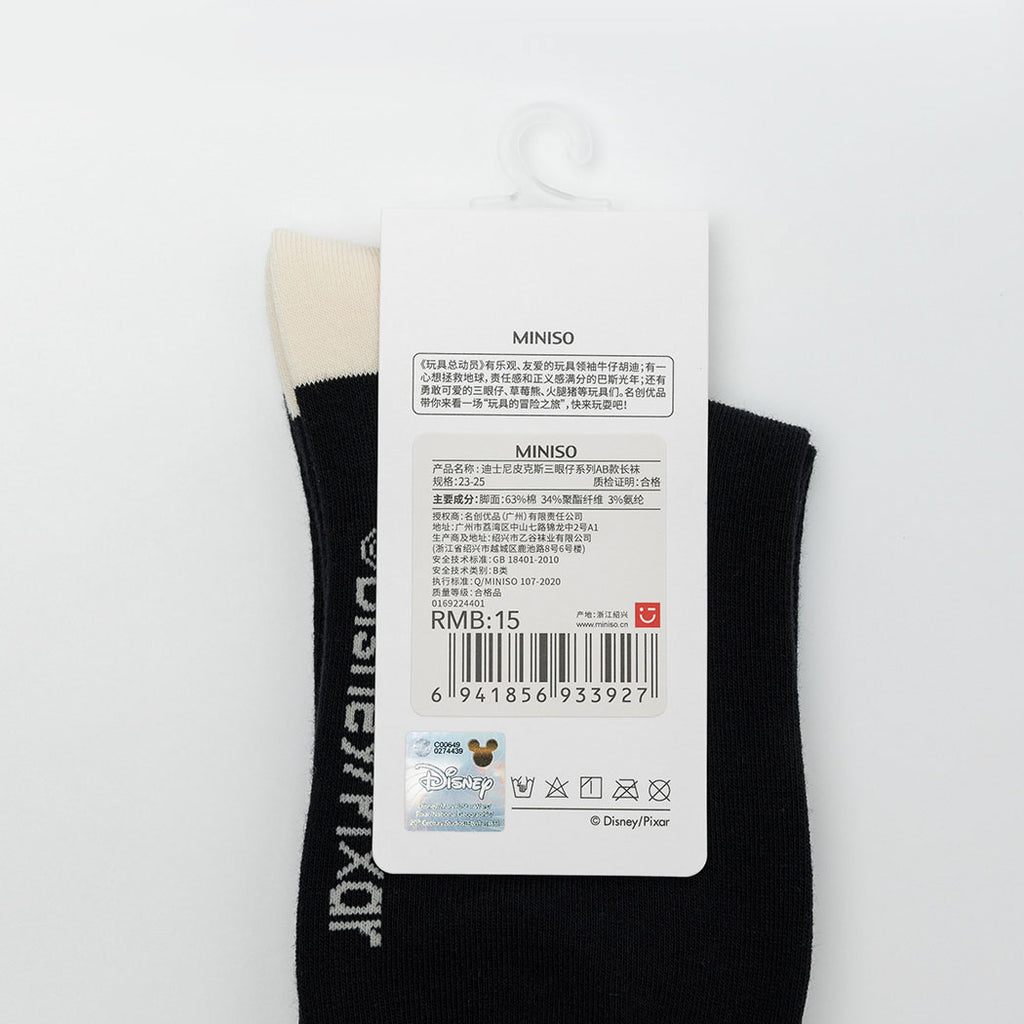 MINISO
《玩具总动员》有乐观、友爱的玩具领袖牛仔胡迪；有一
心想拯救地球，责任感和正义感满分的巴斯光年；还有
勇敢可爱的三眼仔、草莓熊、火腿猪等玩具们。名创优品
带你来看一场“玩具的冒险之旅”，快来玩耍吧！
MINISO
产品名称：迪士尼皮克斯三眼仔系列AB款长袜
规格：23-25 质检证明：合格
主要成分：脚面：63%棉 34%聚酯纤维 3%氨纶
授权商：名创优品（广州）有限责任公司
地址：广州市荔湾区中山七路锦龙中2号A1
生产商及地址：绍兴市乙谷袜业有限公司
(浙江省绍兴市越城区鹿池路8号6号楼)
安全技术标准：GB 18401-2010
安全技术类别：B类
执行标准：Q/MINISO 107-2020
质量等级：合格品
0169224401
RMB:15
产地：浙江绍兴
www.miniso.cn
6 941856 933927
C00649
0274439
Disney
© Disney/Pixar
©Disney/Pixar